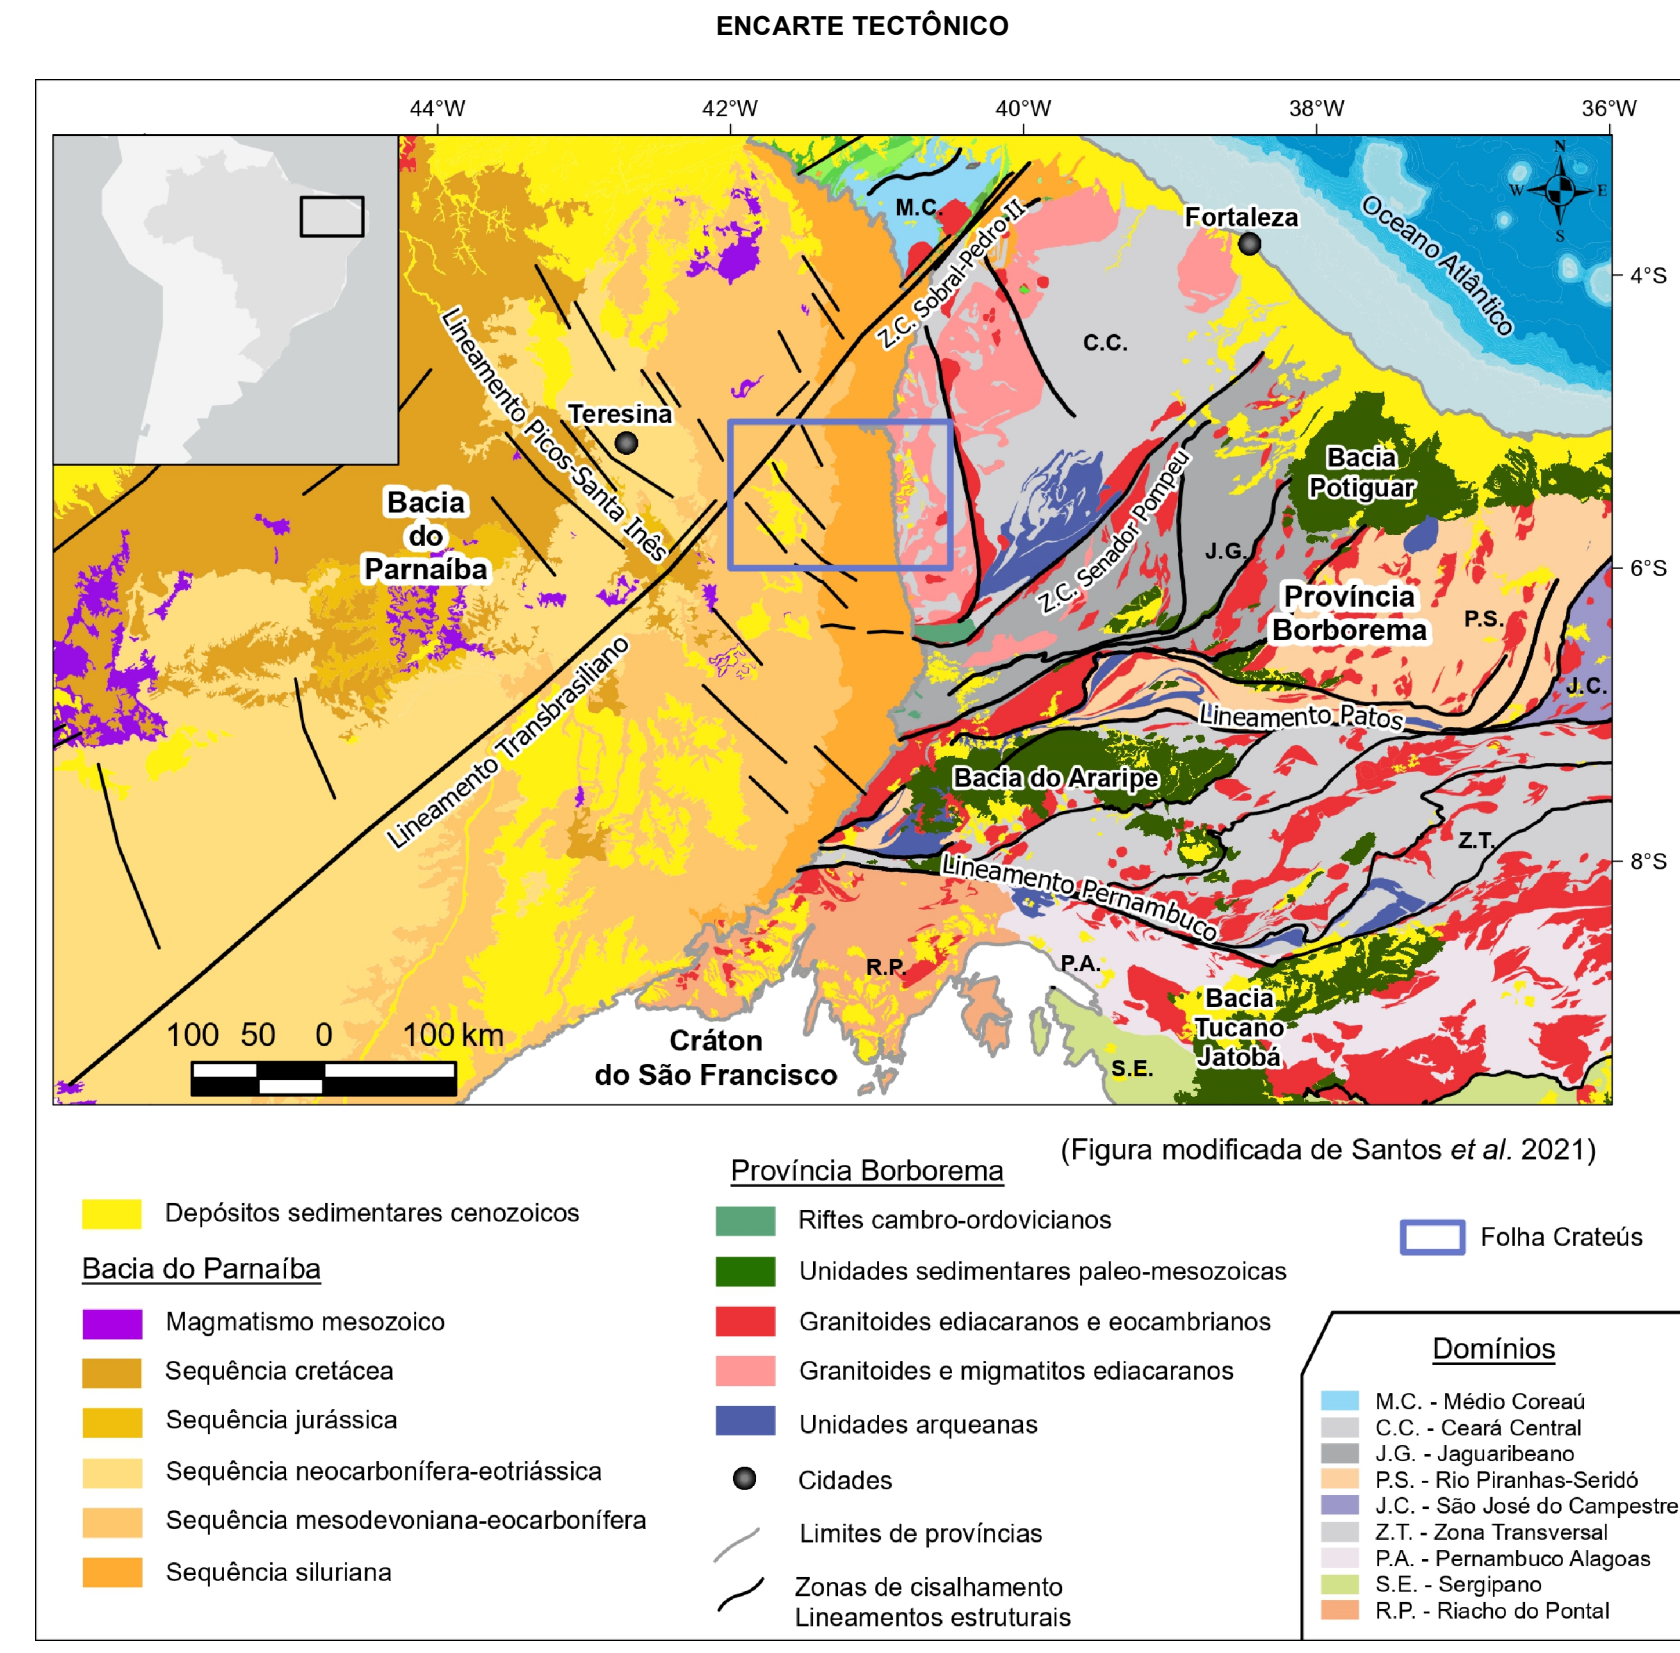 ENCARTE TECTÔNICO
44°W 42°W 40°W 38°W 36°W
N
W E
S
4°S
6°S
8°S
M.C.
Z.C. Sobral-Pedro II
Fortaleza
Oceano Atlântico
C.C.
Lineamento Picos-Santa Inês
Teresina
Bacia
do
Parnaíba
Bacia
Potiguar
Z.C. Senador Pompeu
J.G.
Província
Borborema
P.S.
J.C.
Lineamento Transbrasiliano
Lineamento Patos
Bacia do Araripe
Z.T.
Lineamento Pernambuco
R.P.
P.A.
Bacia
Tucano
Jatobá
S.E.
Cráton
do São Francisco
100 50 0 100 km
(Figura modificada de Santos et al. 2021)
Depósitos sedimentares cenozoicos
Bacia do Parnaíba
Magmatismo mesozoico
Sequência cretácea
Sequência jurássica
Sequência neocarbonífera-eotriássica
Sequência mesodevoniana-eocarbonífera
Sequência siluriana
Província Borborema
Riftes cambro-ordovicianos
Unidades sedimentares paleo-mesozoicas
Granitoides ediacaranos e eocambrianos
Granitoides e migmatitos ediacaranos
Unidades arqueanas
Cidades
Limites de províncias
Zonas de cisalhamento
Lineamentos estruturais
Folha Crateús
Domínios
M.C. - Médio Coreaú
C.C. - Ceará Central
J.G. - Jaguaribeano
P.S. - Rio Piranhas-Seridó
J.C. - São José do Campestre
Z.T. - Zona Transversal
P.A. - Pernambuco Alagoas
S.E. - Sergipano
R.P. - Riacho do Pontal